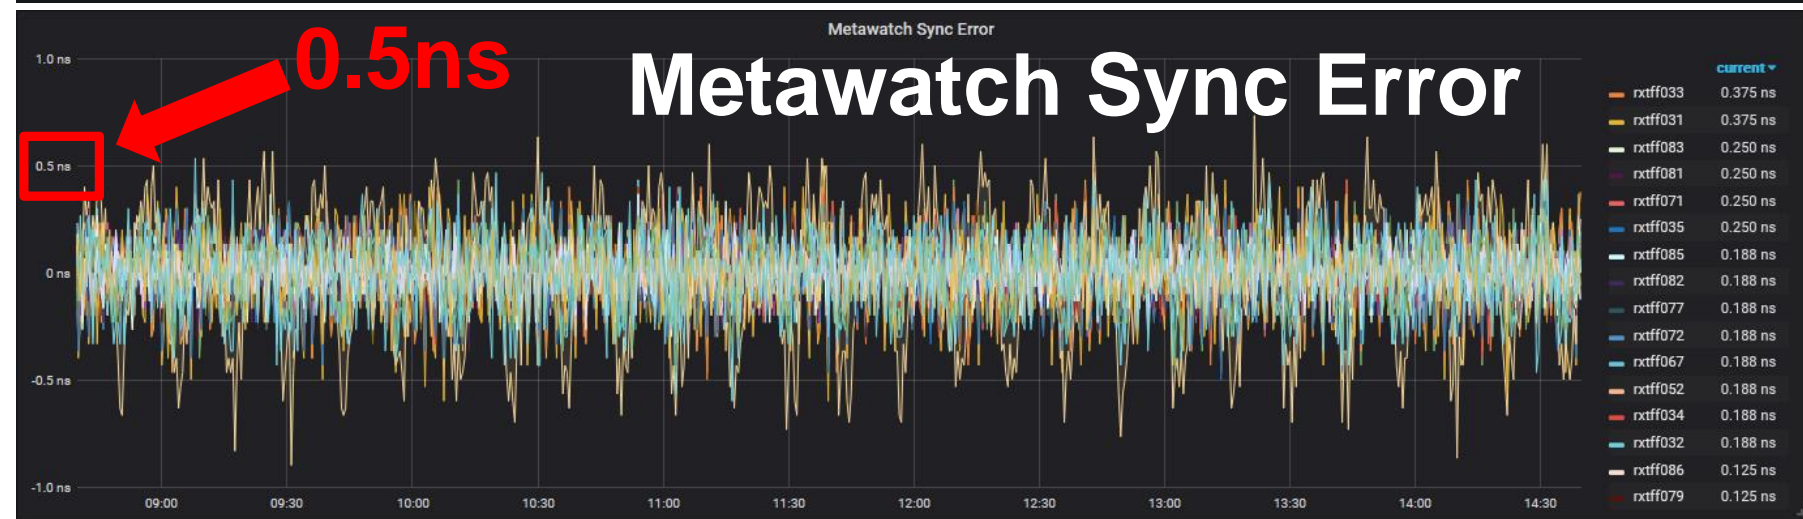 Metawatch Sync Error
0.5ns
Metawatch Sync Error
1.0 ns
0.5 ns
0 ns
-0.5 ns
-1.0 ns
09:00 09:30 10:00 10:30 11:00 11:30 12:00 12:30 13:00 13:30 14:00 14:30
current
rxtff033 0.375 ns
rxtff031 0.375 ns
rxtff083 0.250 ns
rxtff081 0.250 ns
rxtff071 0.250 ns
rxtff035 0.250 ns
rxtff085 0.188 ns
rxtff082 0.188 ns
rxtff077 0.188 ns
rxtff072 0.188 ns
rxtff067 0.188 ns
rxtff052 0.188 ns
rxtff034 0.188 ns
rxtff032 0.188 ns
rxtff086 0.125 ns
rxtff079 0.125 ns